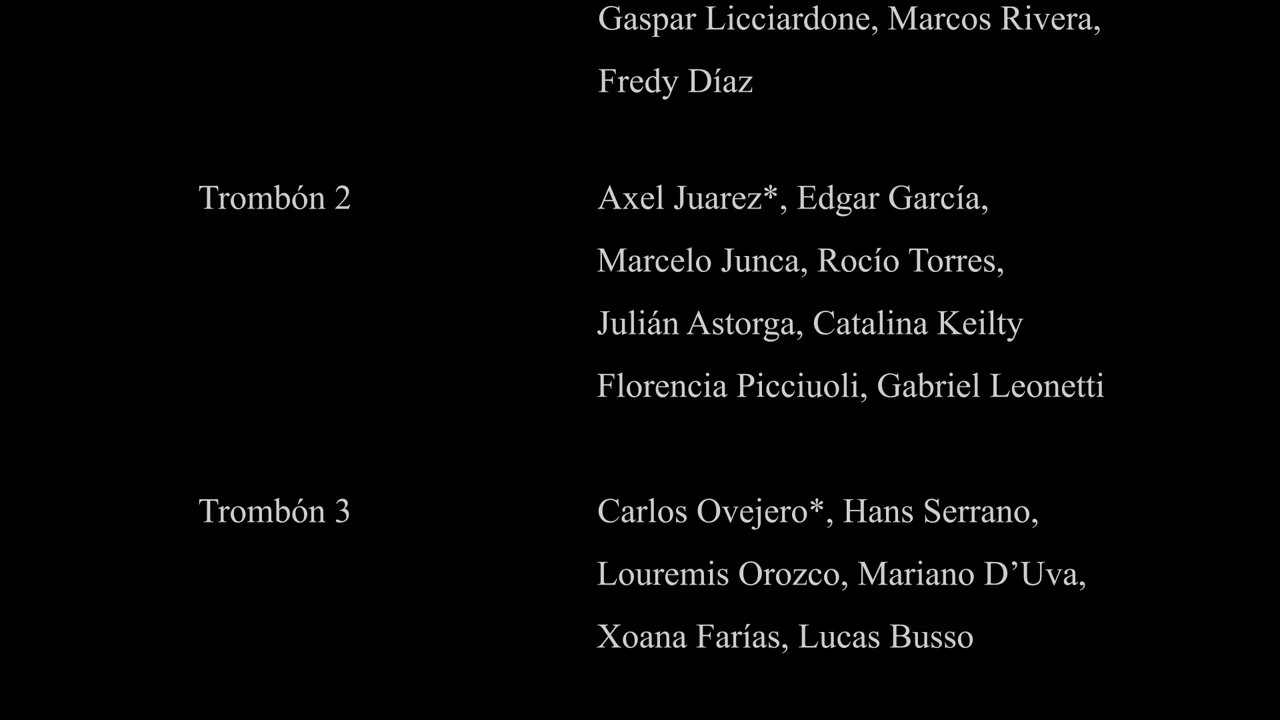 Gaspar Licciardone, Marcos Rivera,
Fredy Díaz
Trombón 2 Axel Juarez*, Edgar García,
Marcelo Junca, Rocío Torres,
Julián Astorga, Catalina Keilty
Florencia Picciuoli, Gabriel Leonetti
Trombón 3 Carlos Ovejero*, Hans Serrano,
Louremis Orozco, Mariano D’Uva,
Xoana Farías, Lucas Busso